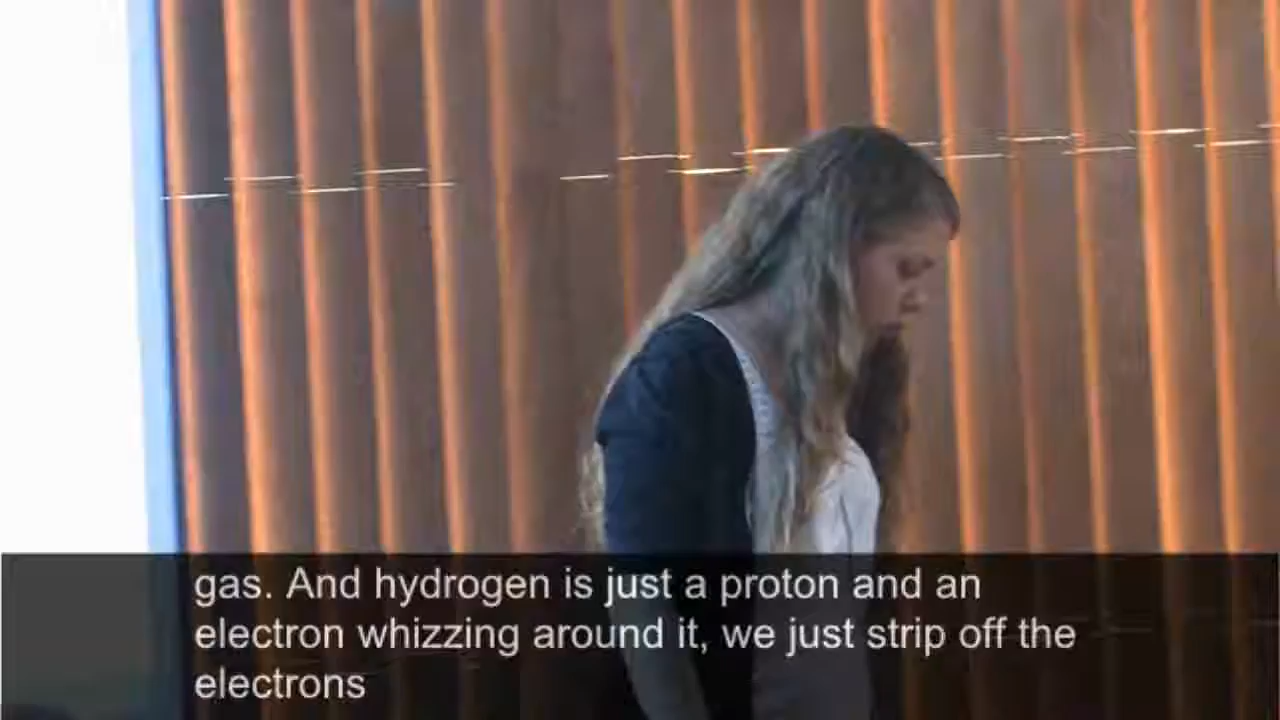 gas. And hydrogen is just a proton and an
electron whizzing around it, we just strip off the
electrons